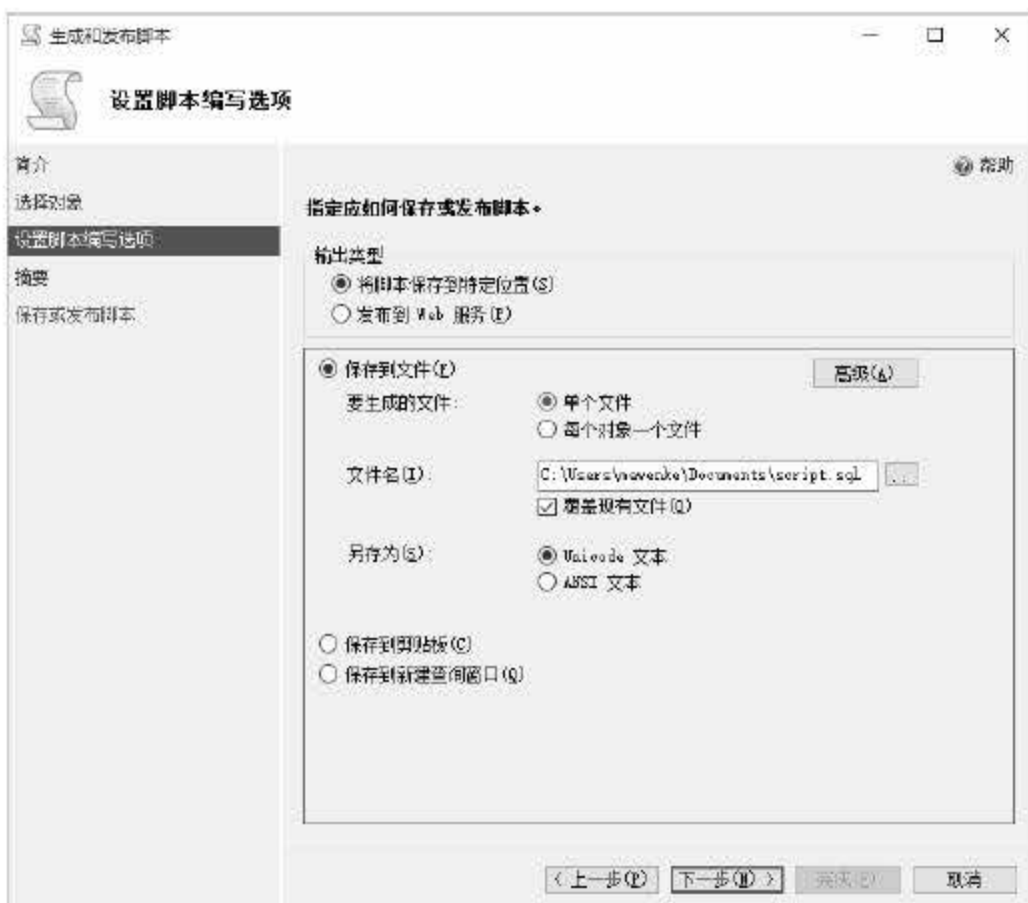 生成和发布脚本
设置脚本编写选项
简介
选择对象
设置脚本编写选项
摘要
保存或发布脚本
帮助
指定应如何保存或发布脚本。
输出类型
将脚本保存到特定位置(S)
发布到 Web 服务(P)
保存到文件(F)
高级(A)
要生成的文件:
单个文件
每个对象一个文件
文件名(I):
C:\Users\newenke\Documents\script.sql
覆盖现有文件(O)
另存为(S):
Unicode 文本
ANSI 文本
保存到剪贴板(C)
保存到新建查询窗口(Q)
< 上一步(P)
下一步(N) >
完成(F)
取消